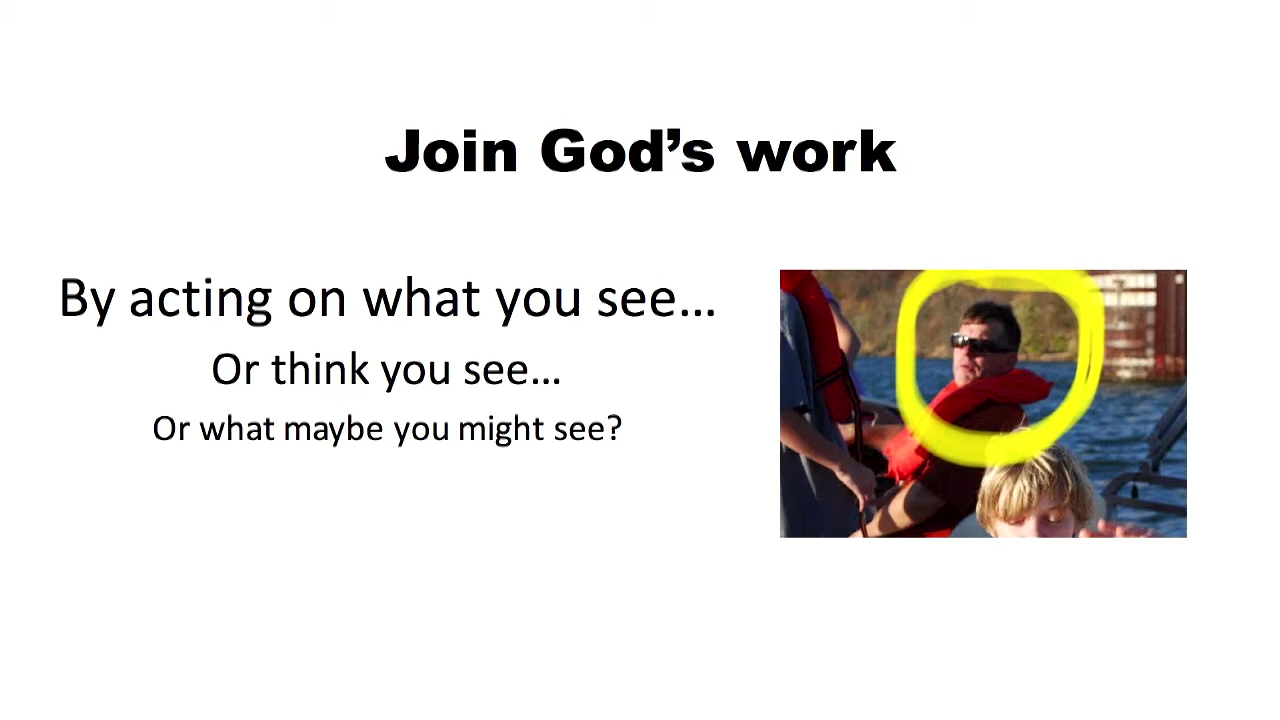 Join God’s work
By acting on what you see…
Or think you see…
Or what maybe you might see?